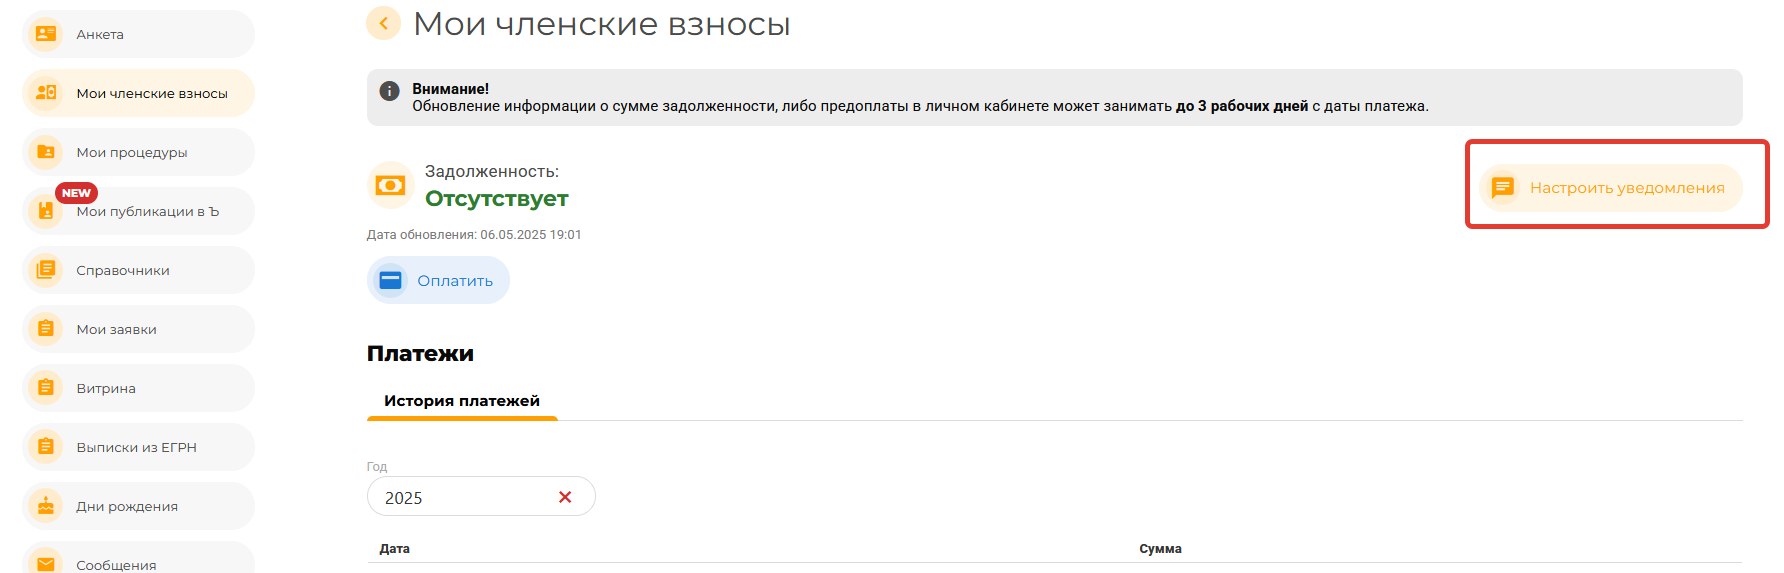 Анкета
Мои членские взносы
Мои процедуры
NEW
Мои публикации в Ъ
Справочники
Мои заявки
Витрина
Выписки из ЕГРН
Дни рождения
Сообщения
Мои членские взносы
Внимание!
Обновление информации о сумме задолженности, либо предоплаты в личном кабинете может занимать до 3 рабочих дней с даты платежа.
Задолженность:
Отсутствует
Дата обновления: 06.05.2025 19:01
Настроить уведомления
Оплатить
Платежи
История платежей
Год
2025
Дата Сумма